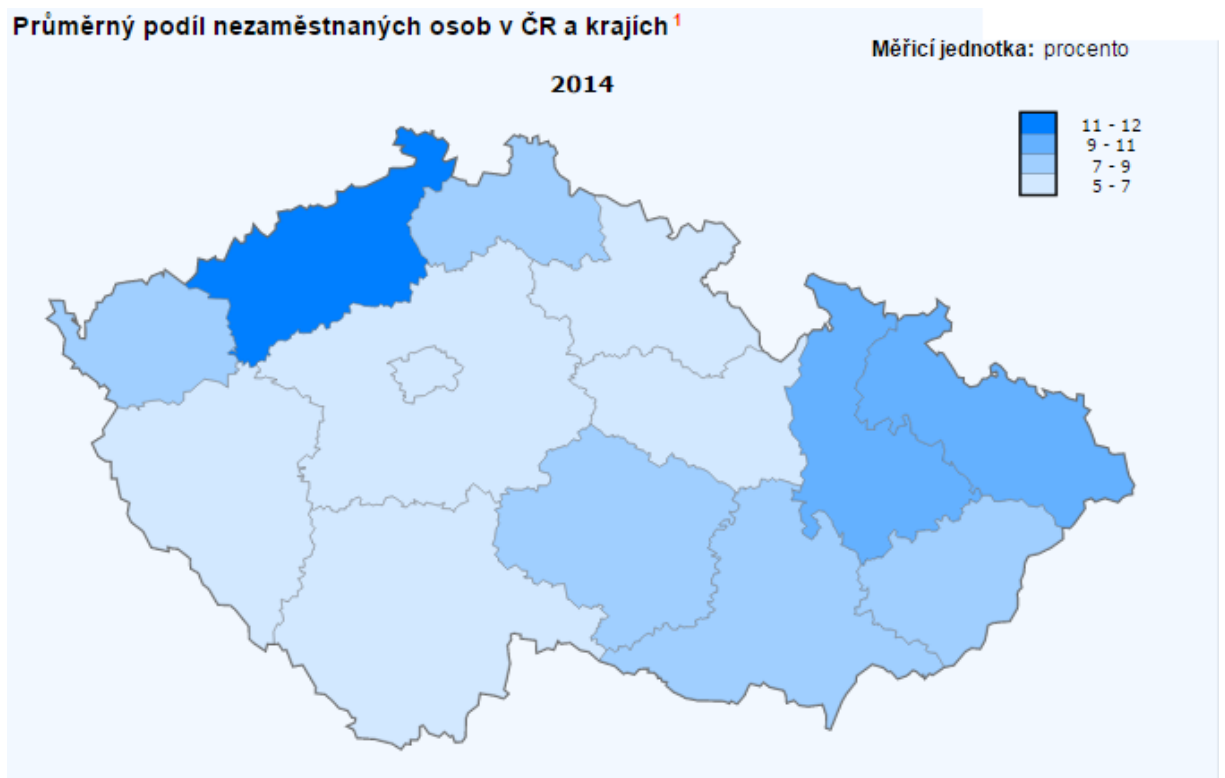 Průměrný podíl nezaměstnaných osob v ČR a krajích 1
Měřicí jednotka: procento
2014
11 - 12
9 - 11
7 - 9
5 - 7